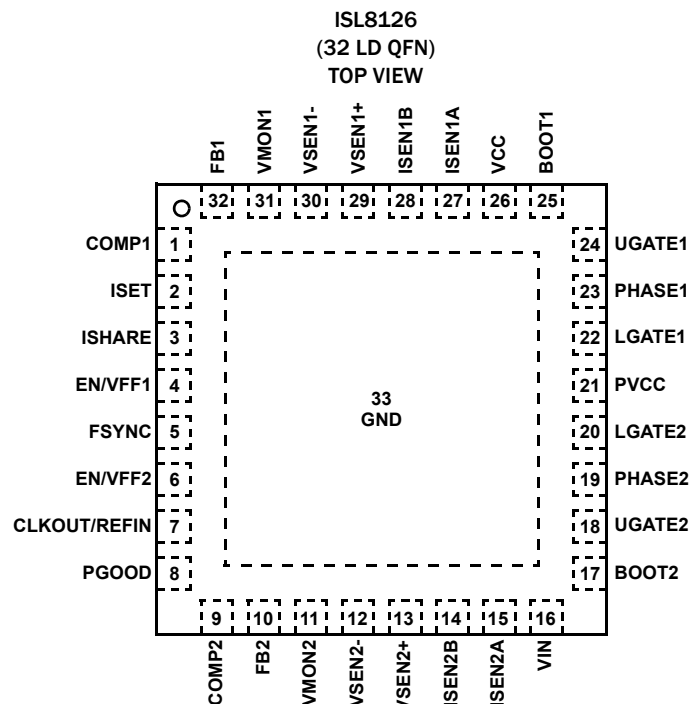 ISL8126
(32 LD QFN)
TOP VIEW
FB1
VMON1
VSEN1-
VSEN1+
ISEN1B
ISEN1A
VCC
BOOT1
32 31 30 29 28 27 26 25
COMP1 1
ISET 2
ISHARE 3
EN/VFF1 4
FSYNC 5
EN/VFF2 6
CLKOUT/REFIN 7
PGOOD 8
33
GND
24 UGATE1
23 PHASE1
22 LGATE1
21 PVCC
20 LGATE2
19 PHASE2
18 UGATE2
17 BOOT2
9 10 11 12 13 14 15 16
COMP2
FB2
VMON2
VSEN2-
VSEN2+
ISEN2B
ISEN2A
VIN